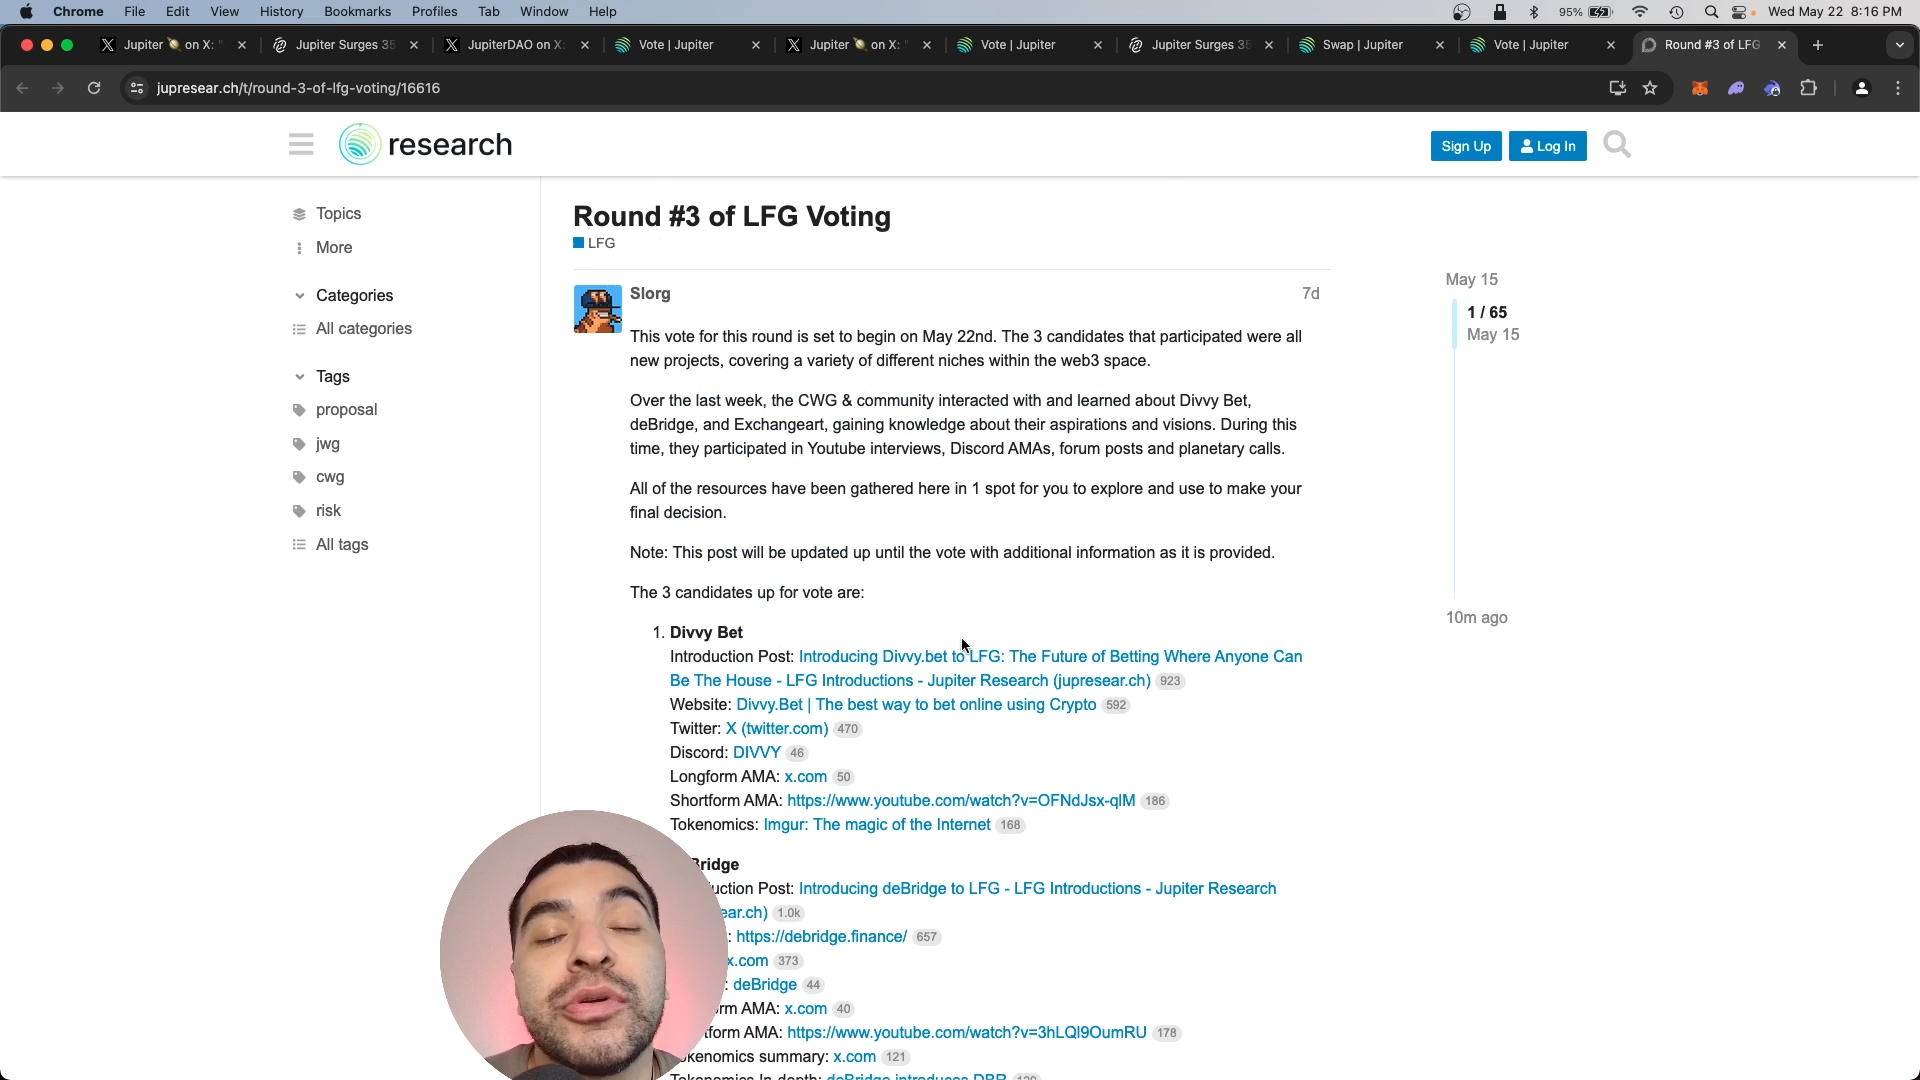 Chrome File Edit View History Bookmarks Profiles Tab Window Help 95% Wed May 22 8:16 PM
Jupiter on X: " Jupiter Surges 35 JupiterDAO on X: Vote | Jupiter Jupiter on X: " Vote | Jupiter Jupiter Surges 35 Swap | Jupiter Vote | Jupiter Round #3 of LFG
jupresear.ch/t/round-3-of-lfg-voting/16616
research
Sign Up Log In
Topics
More
Categories
All categories
Tags
proposal
jwg
cwg
risk
All tags
Round #3 of LFG Voting
LFG
Slorg 7d
This vote for this round is set to begin on May 22nd. The 3 candidates that participated were all
new projects, covering a variety of different niches within the web3 space.
Over the last week, the CWG & community interacted with and learned about Divvy Bet,
deBridge, and Exchangeart, gaining knowledge about their aspirations and visions. During this
time, they participated in Youtube interviews, Discord AMAs, forum posts and planetary calls.
All of the resources have been gathered here in 1 spot for you to explore and use to make your
final decision.
Note: This post will be updated up until the vote with additional information as it is provided.
The 3 candidates up for vote are:
1. Divvy Bet
Introduction Post: Introducing Divvy.bet to LFG: The Future of Betting Where Anyone Can
Be The House - LFG Introductions - Jupiter Research (jupresear.ch) 923
Website: Divvy.Bet | The best way to bet online using Crypto 592
Twitter: X (twitter.com) 470
Discord: DIVVY 46
Longform AMA: x.com 50
Shortform AMA: https://www.youtube.com/watch?v=OFNdJsx-qlM 186
Tokenomics: Imgur: The magic of the Internet 168
Bridge
uction Post: Introducing deBridge to LFG - LFG Introductions - Jupiter Research
ear.ch) 1.0k
: https://debridge.finance/ 657
x.com 373
: deBridge 44
rm AMA: x.com 40
tform AMA: https://www.youtube.com/watch?v=3hLQl9OumRU 178
okenomics summary: x.com 121
Tokenomics In-depth: deBridge introduces DBR
May 15
1 / 65
May 15
10m ago